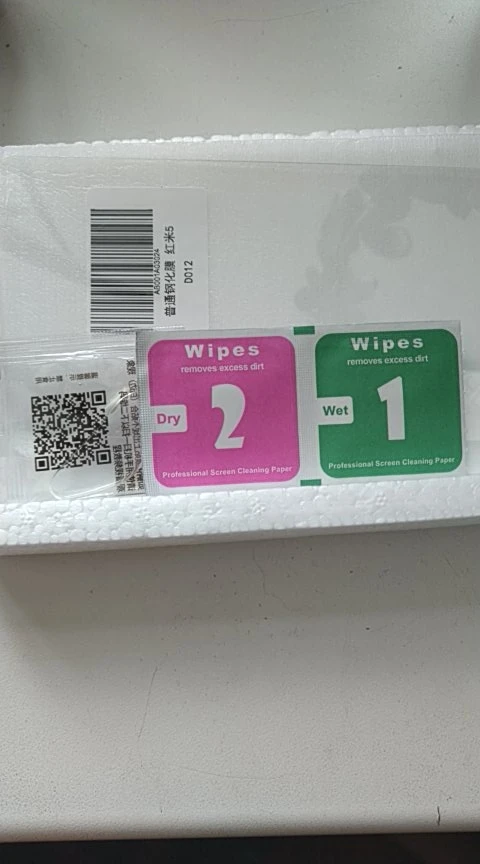 AB001A03024
普通钢化膜 红米5
D012
Wipes
removes excess dirt
Dry
2
Professional Screen Cleaning Paper
Wipes
removes excess dirt
Wet
1
Professional Screen Cleaning Paper